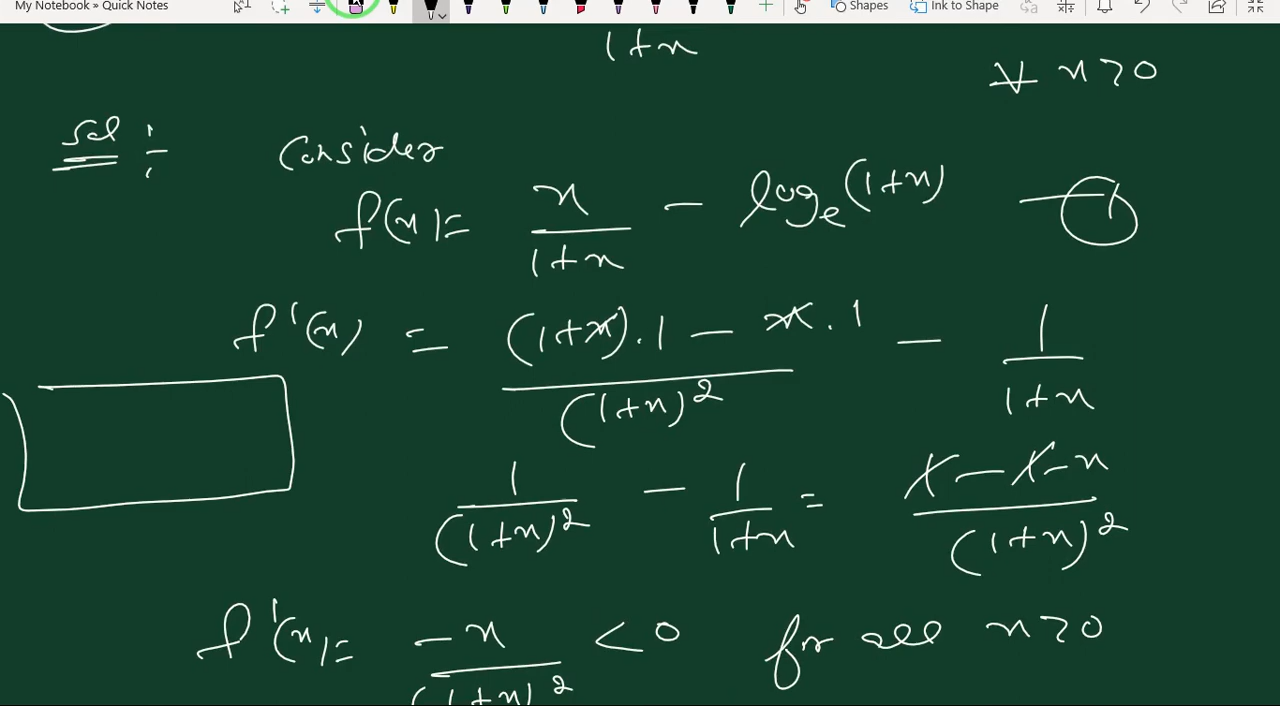 My Notebook » Quick Notes Shapes Ink to Shape
1+x
∀ x>0
Sol :
Consider
f(x)= x/(1+x) - log_e(1+x) — ①
f'(x) = ((1+x).1 - x.1)/(1+x)^2 - 1/(1+x)
1/(1+x)^2 - 1/(1+x) = (1-1-x)/(1+x)^2
f'(x)= -x/(1+x)^2 <0 for all x>0